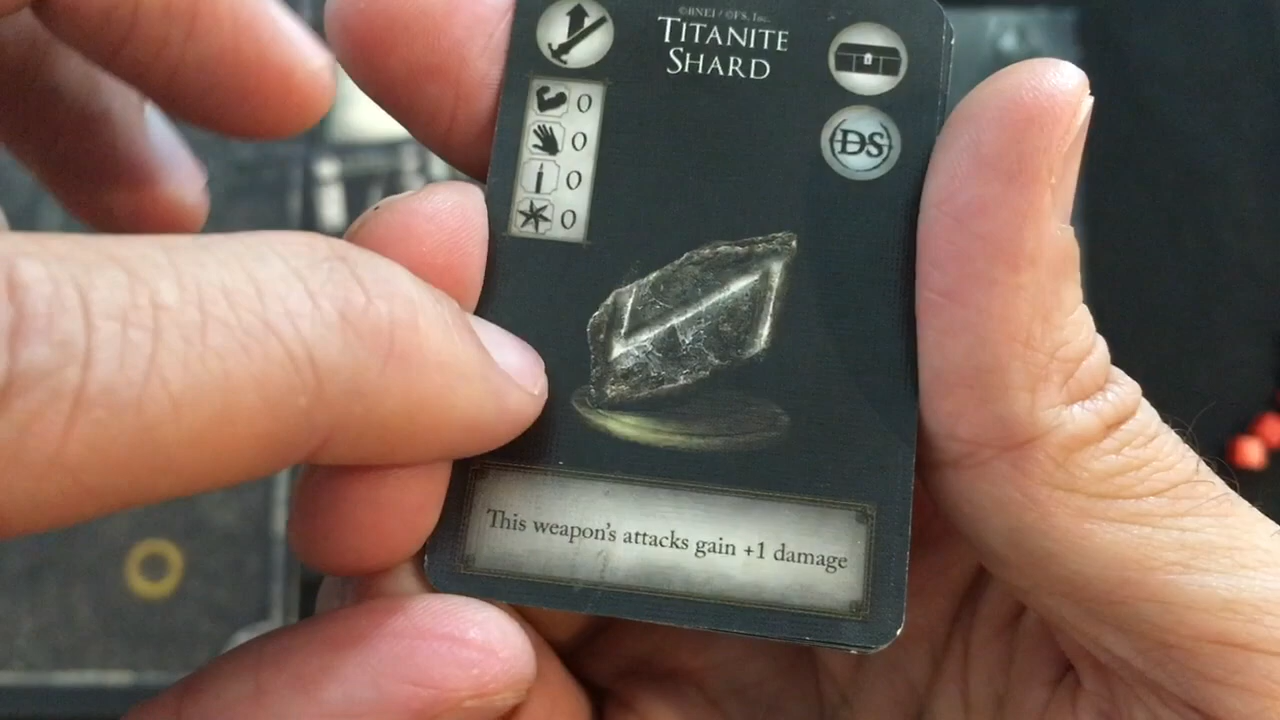 ©BNEI / ©FS, Inc.
TITANITE
SHARD
DS
0
0
0
0
This weapon's attacks gain +1 damage